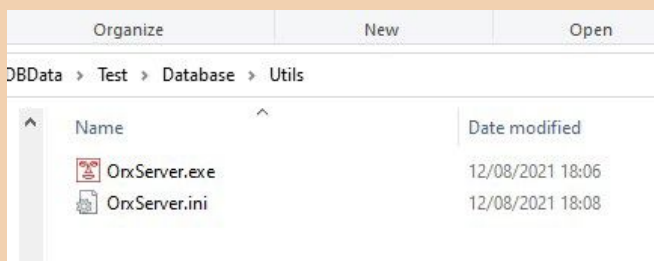 Organize New Open
DBData > Test > Database > Utils
Name Date modified
OrxServer.exe 12/08/2021 18:06
OrxServer.ini 12/08/2021 18:08